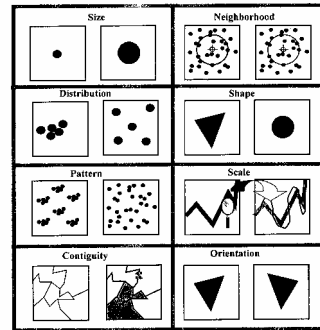 Size
Neighborhood
Distribution
Shape
Pattern
Scale
Contiguity
Orientation